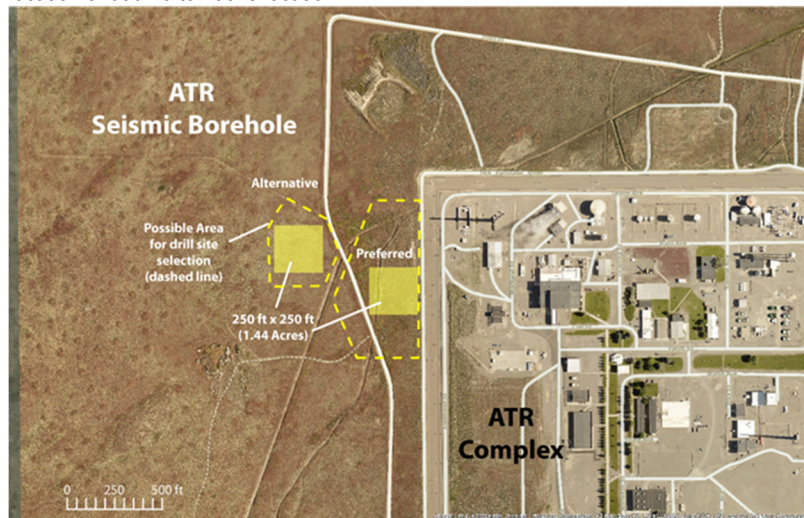 ATR
Seismic Borehole
Alternative
Possible Area
for drill site
selection
(dashed line)
Preferred
250 ft x 250 ft
(1.44 Acres)
ATR
Complex
0 250 500 ft